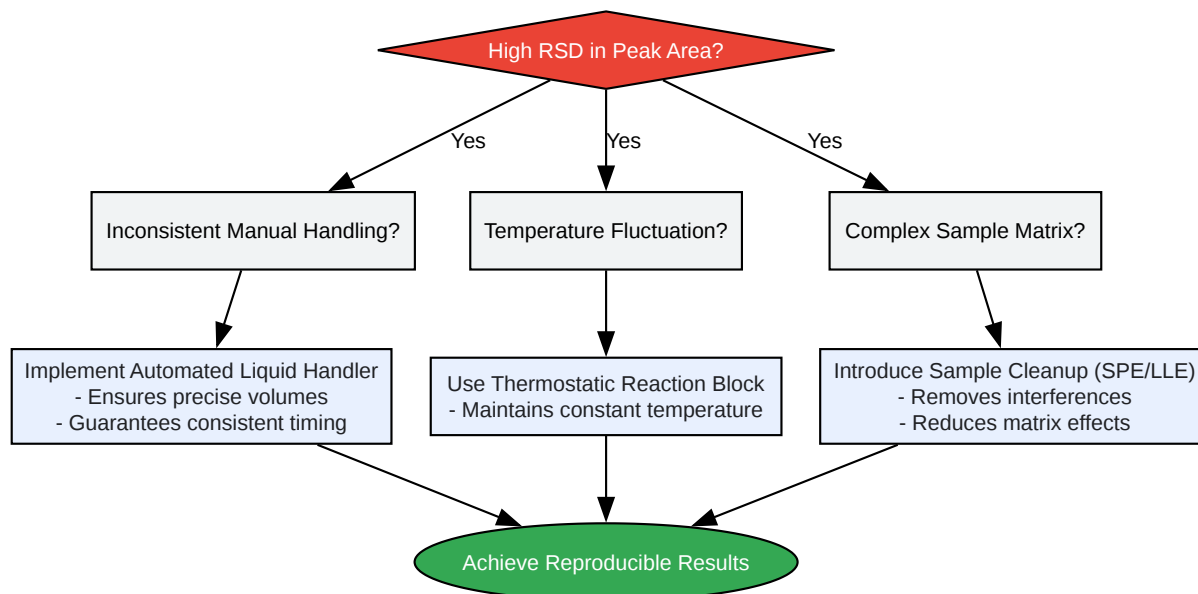 High RSD in Peak Area?
Yes
Yes
Yes
Inconsistent Manual Handling?
Temperature Fluctuation?
Complex Sample Matrix?
Implement Automated Liquid Handler
- Ensures precise volumes
- Guarantees consistent timing
Use Thermostatic Reaction Block
- Maintains constant temperature
Introduce Sample Cleanup (SPE/LLE)
- Removes interferences
- Reduces matrix effects
Achieve Reproducible Results